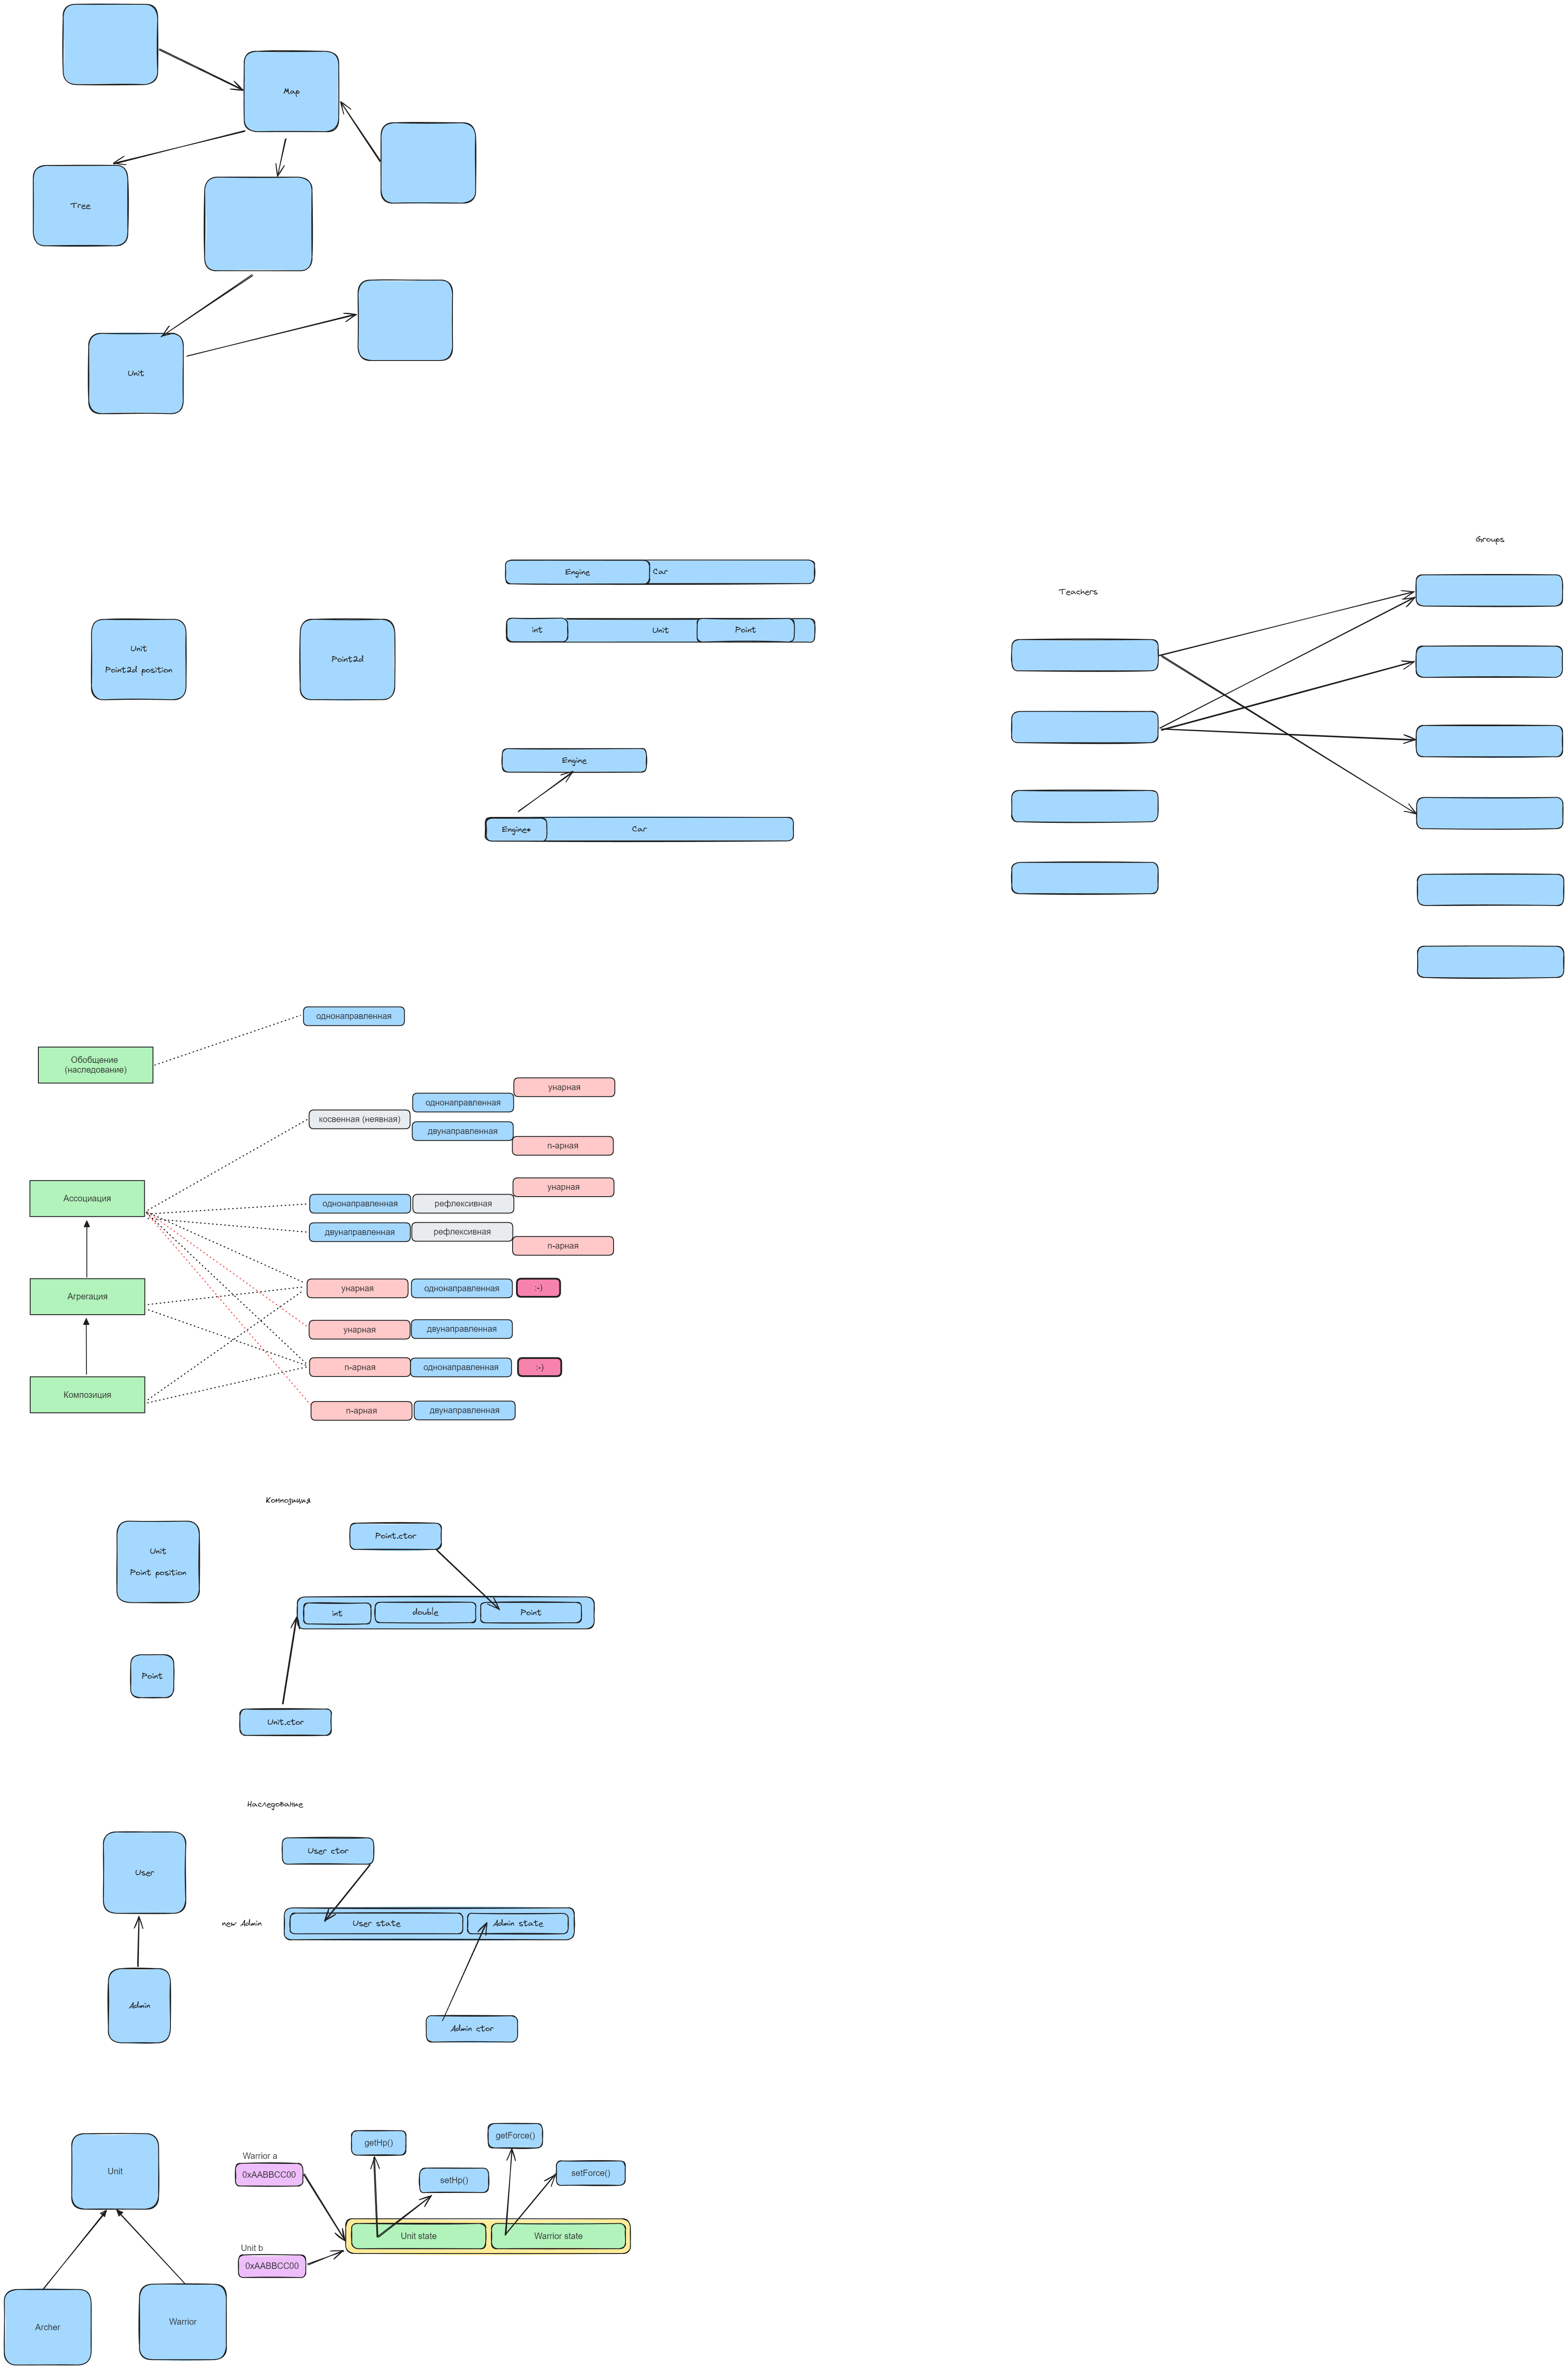 Map
Tree
Unit
Groups
Engine
Car
Teachers
int
Unit
Point
Unit
Point2d position
Point2d
Engine
Engine*
Car
однонаправленная
Обобщение
(наследование)
унарная
однонаправленная
косвенная (неявная)
двунаправленная
n-арная
унарная
Ассоциация
однонаправленная
рефлексивная
двунаправленная
рефлексивная
n-арная
Агрегация
унарная
однонаправленная
:-)
унарная
двунаправленная
n-арная
однонаправленная
:-)
Композиция
n-арная
двунаправленная
Композиция
Point.ctor
Unit
Point position
int
double
Point
Point
Unit.ctor
Наследование
User ctor
User
new Admin
User state
Admin state
Admin
Admin ctor
getForce()
getHp()
Warrior a
Unit
0xAABBCC00
setForce()
setHp()
Unit state
Warrior state
Unit b
0xAABBCC00
Warrior
Archer